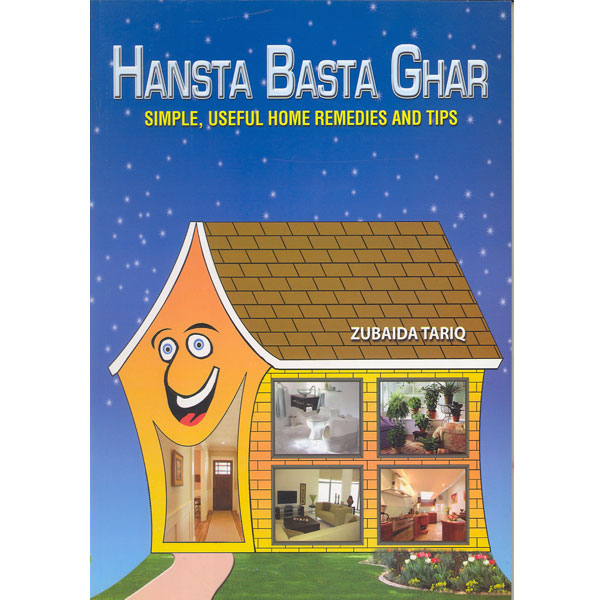 HANSTA BASTA GHAR
SIMPLE, USEFUL HOME REMEDIES AND TIPS
ZUBAIDA TARIQ